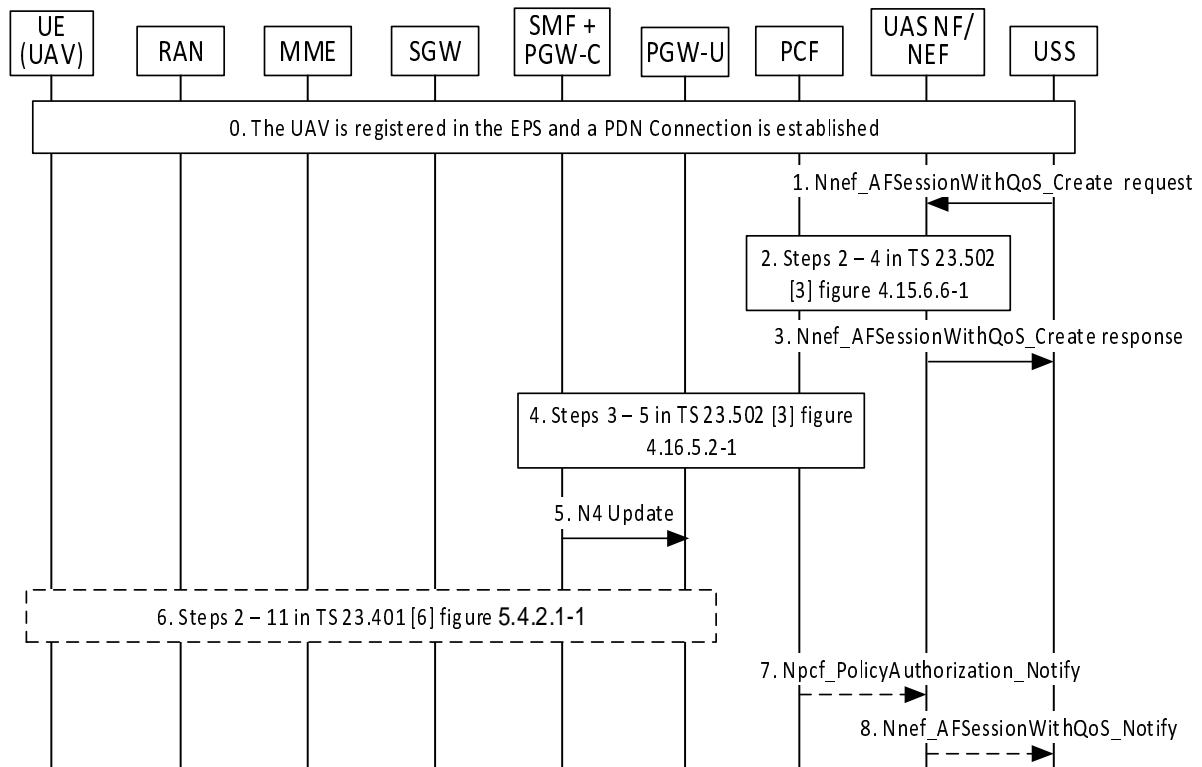 UE
(UAV)
RAN
MME
SGW
SMF +
PGW-C
PGW-U
PCF
UAS NF/
NEF
USS
0. The UAV is registered in the EPS and a PDN Connection is established
1. Nnef_AFSessionWithQoS_Create request
2. Steps 2 – 4 in TS 23.502
[3] figure 4.15.6.6-1
3. Nnef_AFSessionWithQoS_Create response
4. Steps 3 – 5 in TS 23.502 [3] figure
4.16.5.2-1
5. N4 Update
6. Steps 2 – 11 in TS 23.401 [6] figure 5.4.2.1-1
7. Npcf_PolicyAuthorization_Notify
8. Nnef_AFSessionWithQoS_Notify